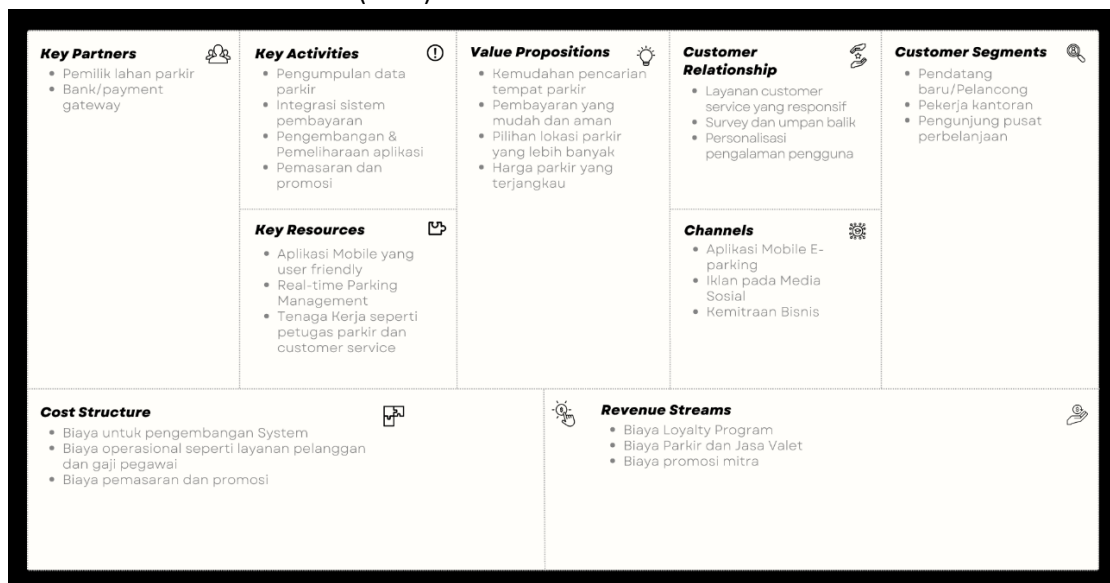 Key Partners
Pemilik lahan parkir
Bank/payment
gateway
Key Activities
Pengumpulan data
parkir
Integrasi sistem
pembayaran
Pengembangan &
Pemeliharaan aplikasi
Pemasaran dan
promosi
Key Resources
Aplikasi Mobile yang
user friendly
Real-time Parking
Management
Tenaga Kerja seperti
petugas parkir dan
customer service
Value Propositions
Kemudahan pencarian
tempat parkir
Pembayaran yang
mudah dan aman
Pilihan lokasi parkir
yang lebih banyak
Harga parkir yang
terjangkau
Customer
Relationship
Layanan customer
service yang responsif
Survey dan umpan balik
Personalisasi
pengalaman pengguna
Channels
Aplikasi Mobile E-
parking
Iklan pada Media
Sosial
Kemitraan Bisnis
Customer Segments
Pendatang
baru/Pelancong
Pekerja kantoran
Pengunjung pusat
perbelanjaan
Cost Structure
Biaya untuk pengembangan System
Biaya operasional seperti layanan pelanggan
dan gaji pegawai
Biaya pemasaran dan promosi
Revenue Streams
Biaya Loyalty Program
Biaya Parkir dan Jasa Valet
Biaya promosi mitra